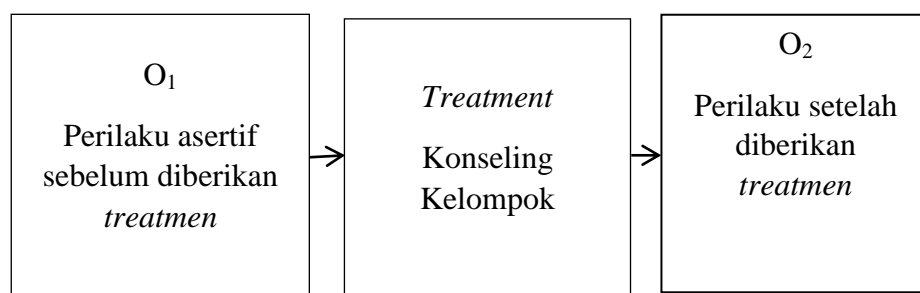 O₁
Perilaku asertif
sebelum diberikan
treatmen
Treatment
Konseling
Kelompok
O₂
Perilaku setelah
diberikan
treatmen